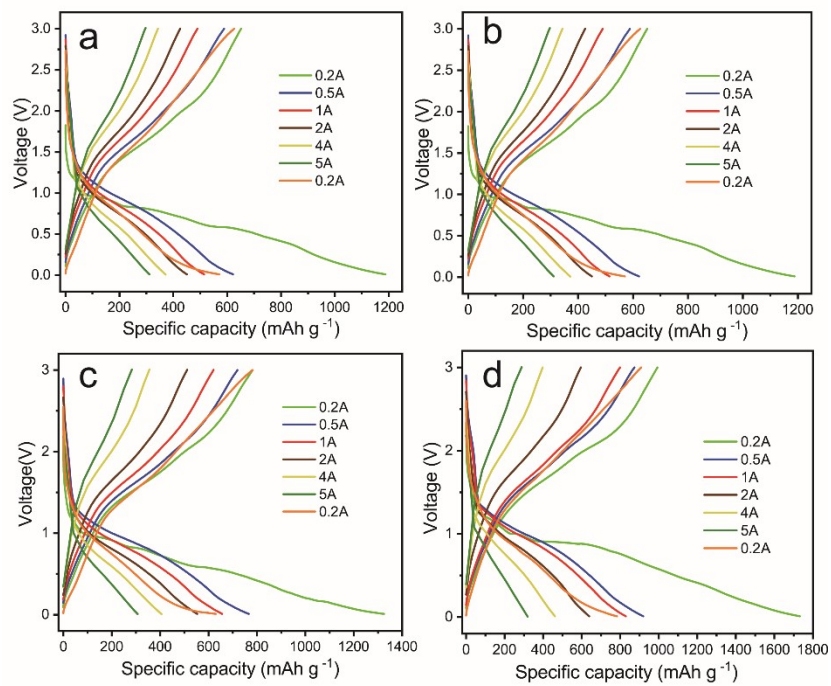 a
3.0
2.5
2.0
1.5
1.0
0.5
0.0
Voltage (V)
0.2A
0.5A
1A
2A
4A
5A
0.2A
0 200 400 600 800 1000 1200
Specific capacity (mAh g⁻¹)
b
3.0
2.5
2.0
1.5
1.0
0.5
0.0
Voltage (V)
0.2A
0.5A
1A
2A
4A
5A
0.2A
0 200 400 600 800 1000 1200
Specific capacity (mAh g⁻¹)
c
3
2
1
0
Voltage(V)
0.2A
0.5A
1A
2A
4A
5A
0.2A
0 200 400 600 800 1000 1200 1400
Specific capacity (mAh g⁻¹)
d
3
2
1
0
Voltage (V)
0.2A
0.5A
1A
2A
4A
5A
0.2A
0 200 400 600 800 1000 1200 1400 1600 1800
Specific capacity (mAh g⁻¹)